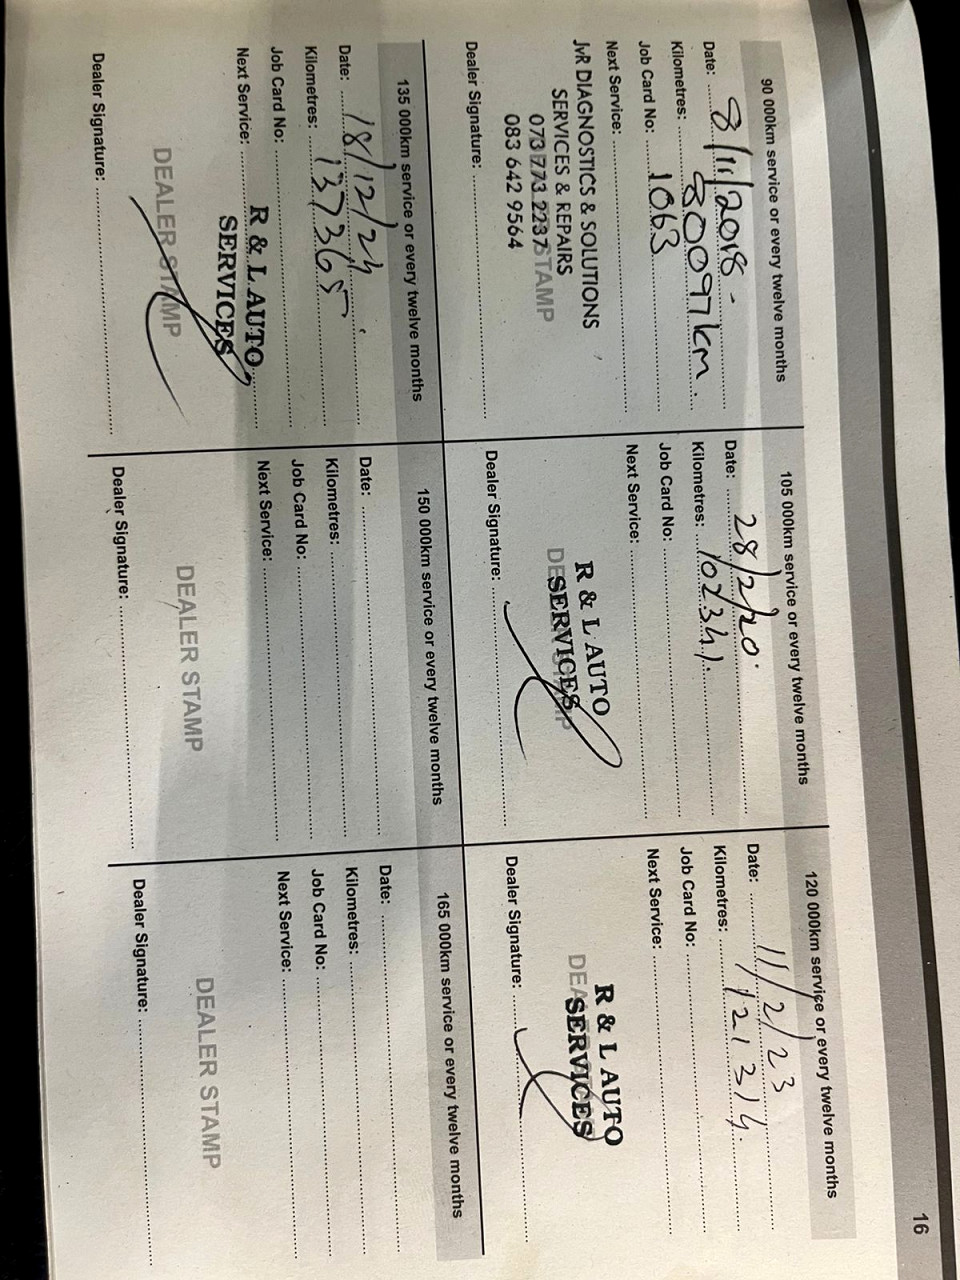 16
90 000km service or every twelve months
Date: 8/11/2018 -
Kilometres: 80097km.
Job Card No: 1063
Next Service:
JvR DIAGNOSTICS & SOLUTIONS
SERVICES & REPAIRS
073 773 2237
083 642 9564
STAMP
Dealer Signature:
105 000km service or every twelve months
Date: 28/2/20.
Kilometres: 102341.
Job Card No:
Next Service:
R & L AUTO
SERVICES
Dealer Signature:
120 000km service or every twelve months
Date: 11/2/23
Kilometres: 121314.
Job Card No:
Next Service:
R & L AUTO
SERVICES
Dealer Signature:
135 000km service or every twelve months
Date: 18/12/24.
Kilometres: 137365
Job Card No:
Next Service:
R & L AUTO
SERVICES
DEALER STAMP
Dealer Signature:
150 000km service or every twelve months
Date:
Kilometres:
Job Card No:
Next Service:
DEALER STAMP
Dealer Signature:
165 000km service or every twelve months
Date:
Kilometres:
Job Card No:
Next Service:
DEALER STAMP
Dealer Signature: